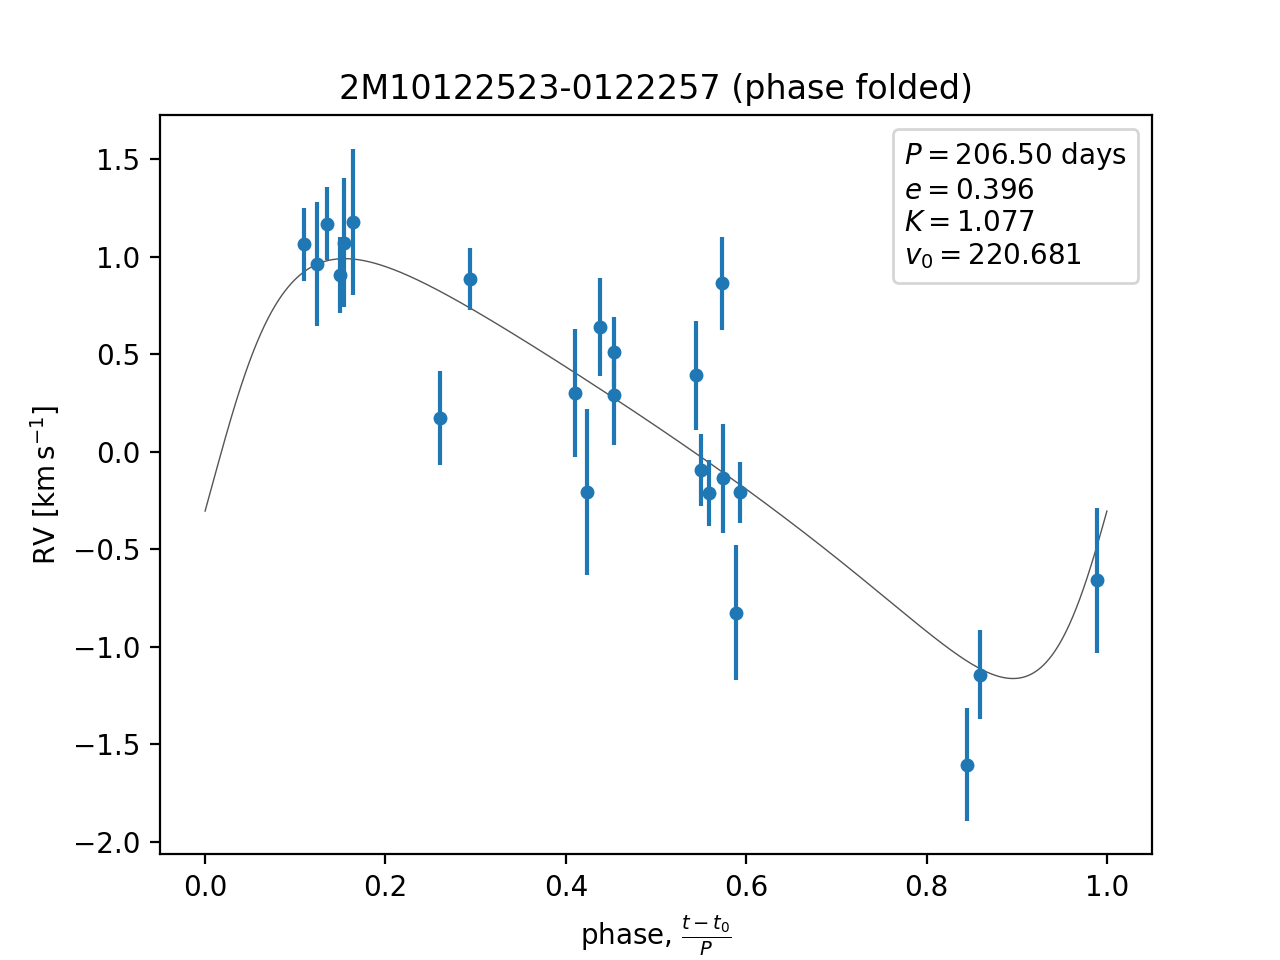 2M10122523-0122257 (phase folded)
P = 206.50 days
e = 0.396
K = 1.077
v₀ = 220.681
1.5
1.0
0.5
0.0
−0.5
−1.0
−1.5
−2.0
RV [km s⁻¹]
0.0 0.2 0.4 0.6 0.8 1.0
phase, (t − t₀)/P